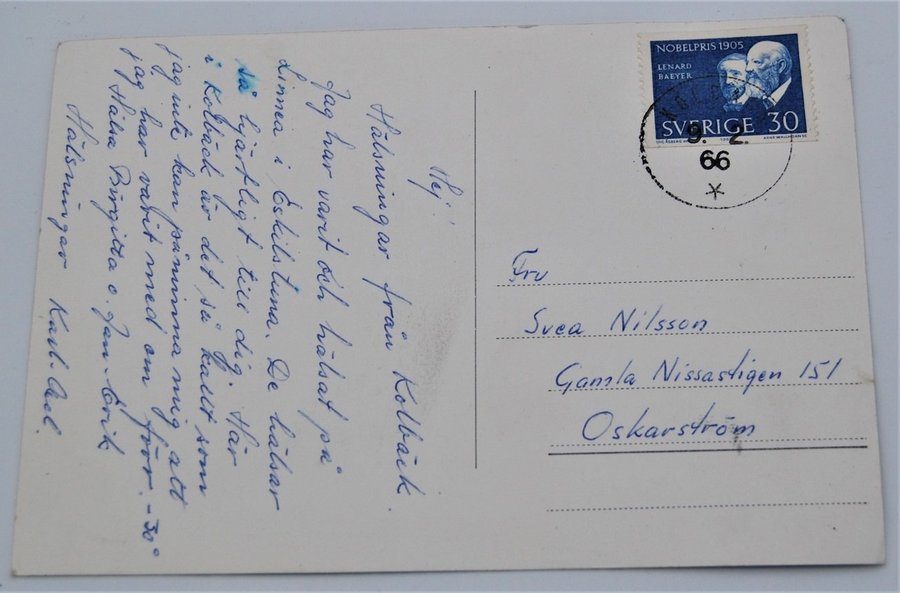 Hej!
Hälsningar från Kolbäck.
Jag har varit och hälsat på
Linnea i Eskilstuna. De hälsar
så hjärtligt till dig. Här
i Kolbäck är det så kallt som
jag inte kan påminna mig att
jag har varit med om förr. -30°
Hälsa Birgitta o. Jan-Erik
Hälsningar Karl-Axel.
NOBELPRIS 1905
LENARD
BAEYER
SVERIGE 30
9. 2.
66
Fru
Svea Nilsson
Gamla Nissastigen 151
Oskarström